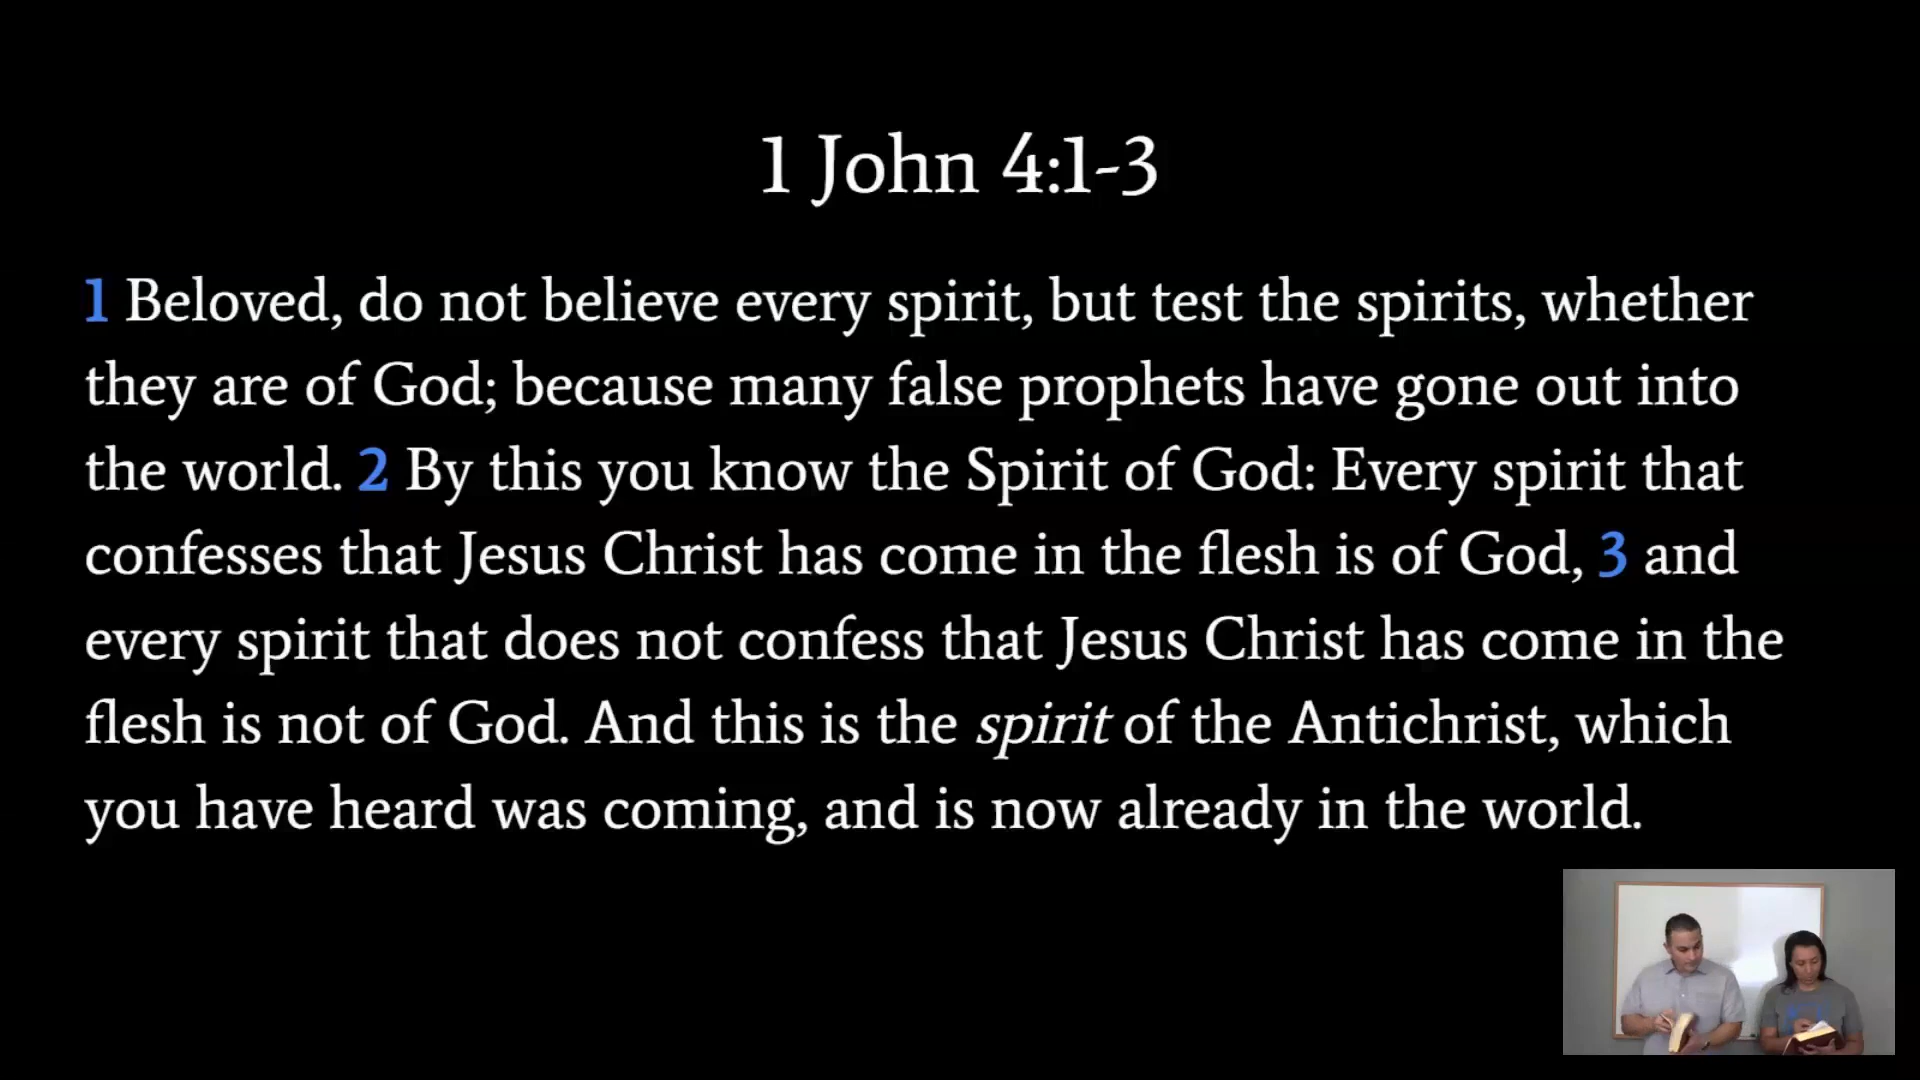 1 John 4:1-3
1 Beloved, do not believe every spirit, but test the spirits, whether
they are of God; because many false prophets have gone out into
the world. 2 By this you know the Spirit of God: Every spirit that
confesses that Jesus Christ has come in the flesh is of God, 3 and
every spirit that does not confess that Jesus Christ has come in the
flesh is not of God. And this is the spirit of the Antichrist, which
you have heard was coming, and is now already in the world.